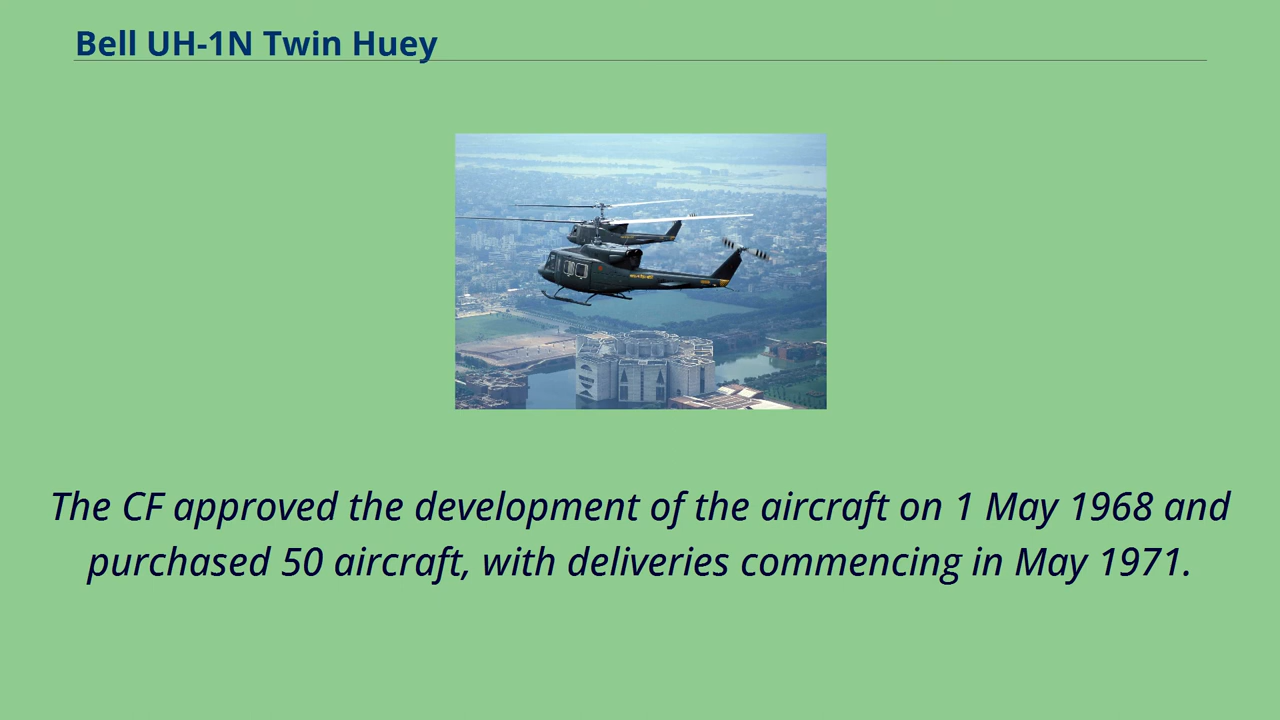 Bell UH-1N Twin Huey
The CF approved the development of the aircraft on 1 May 1968 and
purchased 50 aircraft, with deliveries commencing in May 1971.